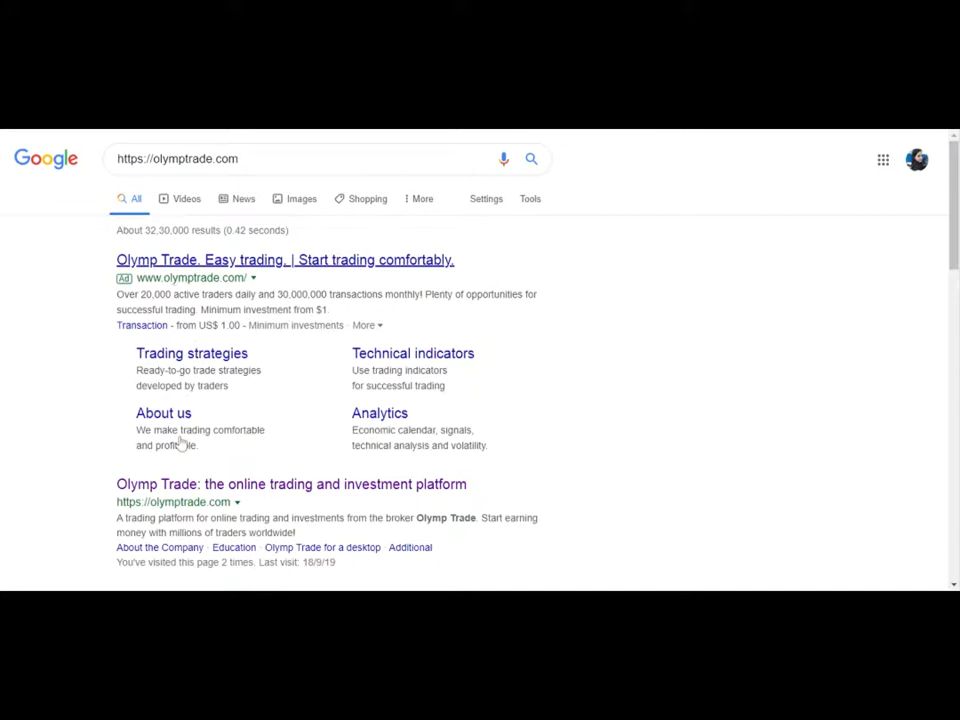 Google
https://olymptrade.com
All Videos News Images Shopping More Settings Tools
About 32,30,000 results (0.42 seconds)
Olymp Trade. Easy trading. | Start trading comfortably.
Ad www.olymptrade.com/
Over 20,000 active traders daily and 30,000,000 transactions monthly! Plenty of opportunities for
successful trading. Minimum investment from $1.
Transaction - from US$ 1.00 - Minimum investments · More
Trading strategies
Ready-to-go trade strategies
developed by traders
Technical indicators
Use trading indicators
for successful trading
About us
We make trading comfortable
and profitable.
Analytics
Economic calendar, signals,
technical analysis and volatility.
Olymp Trade: the online trading and investment platform
https://olymptrade.com
A trading platform for online trading and investments from the broker Olymp Trade. Start earning
money with millions of traders worldwide!
About the Company · Education · Olymp Trade for a desktop · Additional
You've visited this page 2 times. Last visit: 18/9/19